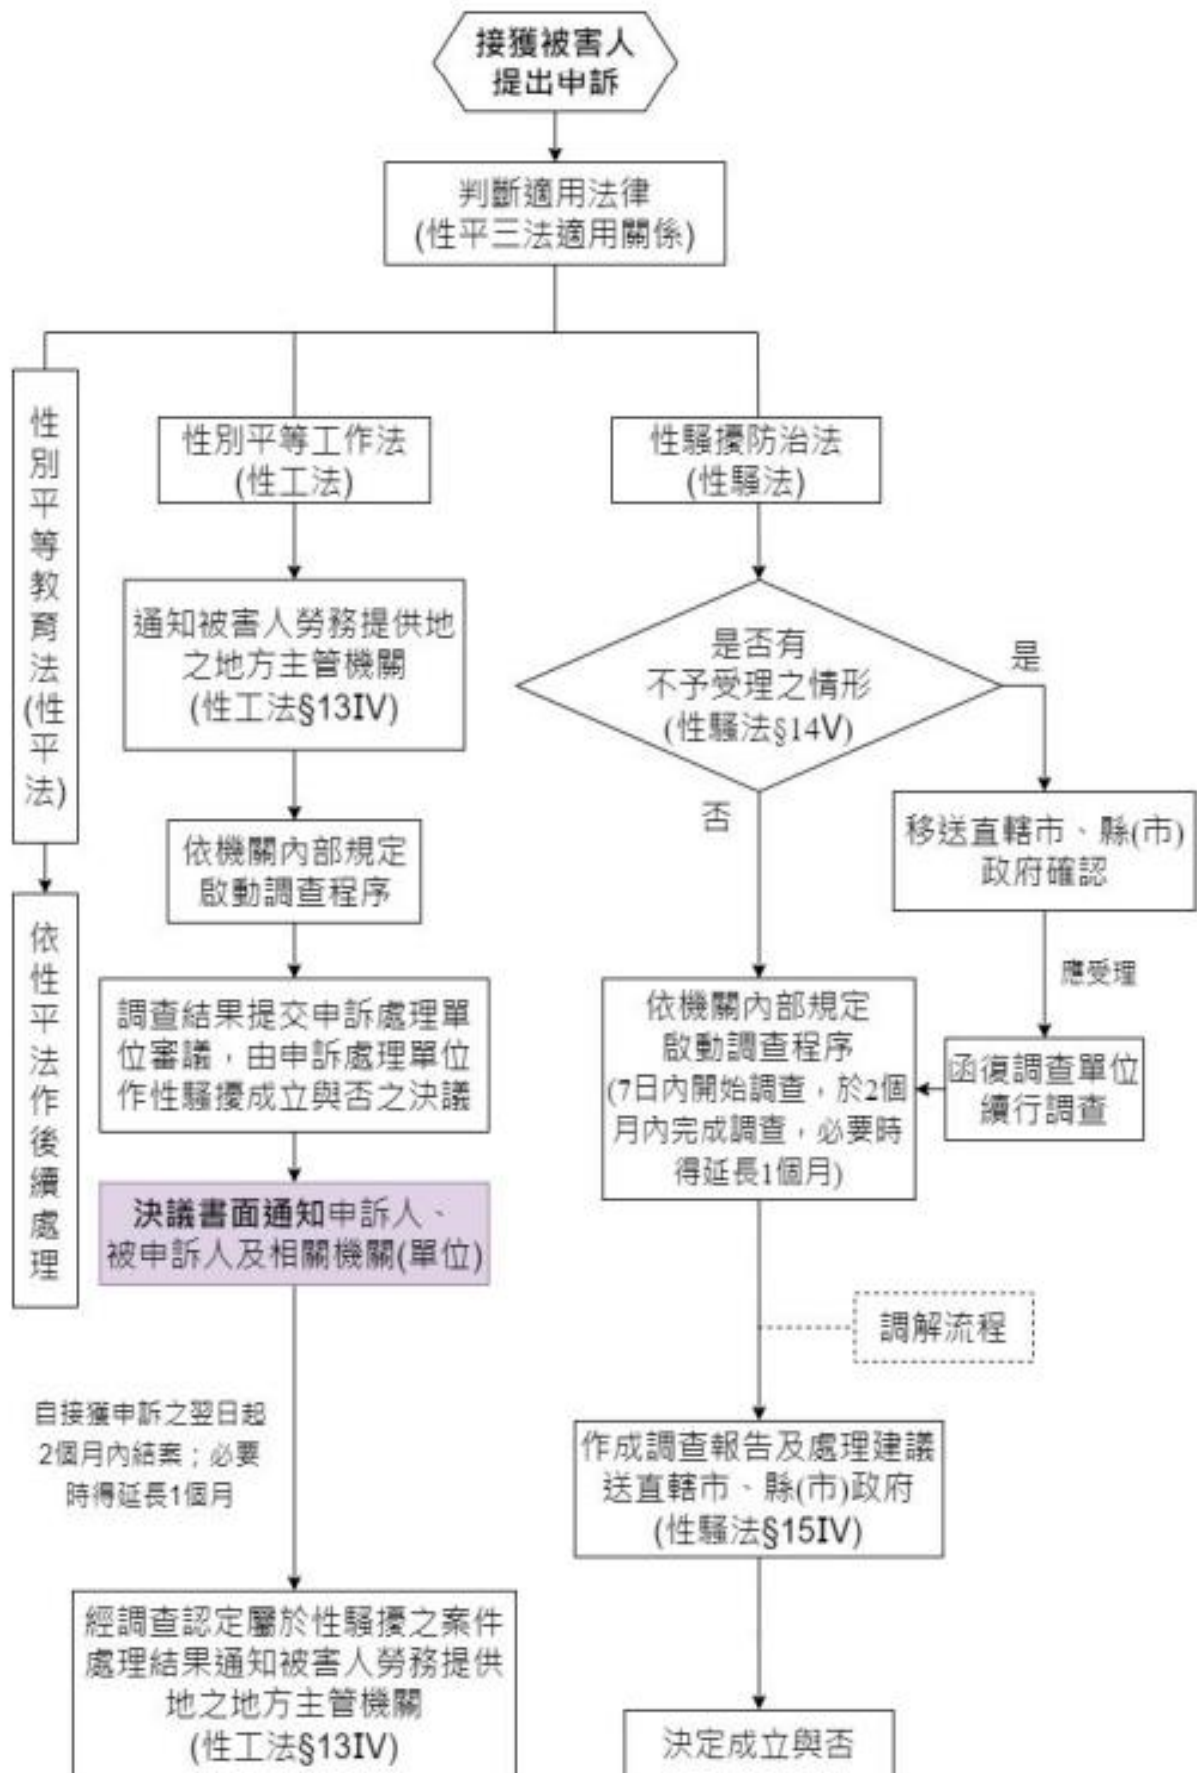 接獲被害人
提出申訴
判斷適用法律
(性平三法適用關係)
性別平等教育法(性平法)
依性平法作後續處理
性別平等工作法
(性工法)
通知被害人勞務提供地
之地方主管機關
(性工法§13IV)
依機關內部規定
啟動調查程序
調查結果提交申訴處理單
位審議，由申訴處理單位
作性騷擾成立與否之決議
決議書面通知申訴人、
被申訴人及相關機關(單位)
自接獲申訴之翌日起
2個月內結案；必要
時得延長1個月
經調查認定屬於性騷擾之案件
處理結果通知被害人勞務提供
地之地方主管機關
(性工法§13IV)
性騷擾防治法
(性騷法)
是否有
不予受理之情形
(性騷法§14V)
是
移送直轄市、縣(市)
政府確認
應受理
函復調查單位
續行調查
否
依機關內部規定
啟動調查程序
(7日內開始調查，於2個
月內完成調查，必要時
得延長1個月)
調解流程
作成調查報告及處理建議
送直轄市、縣(市)政府
(性騷法§15IV)
決定成立與否